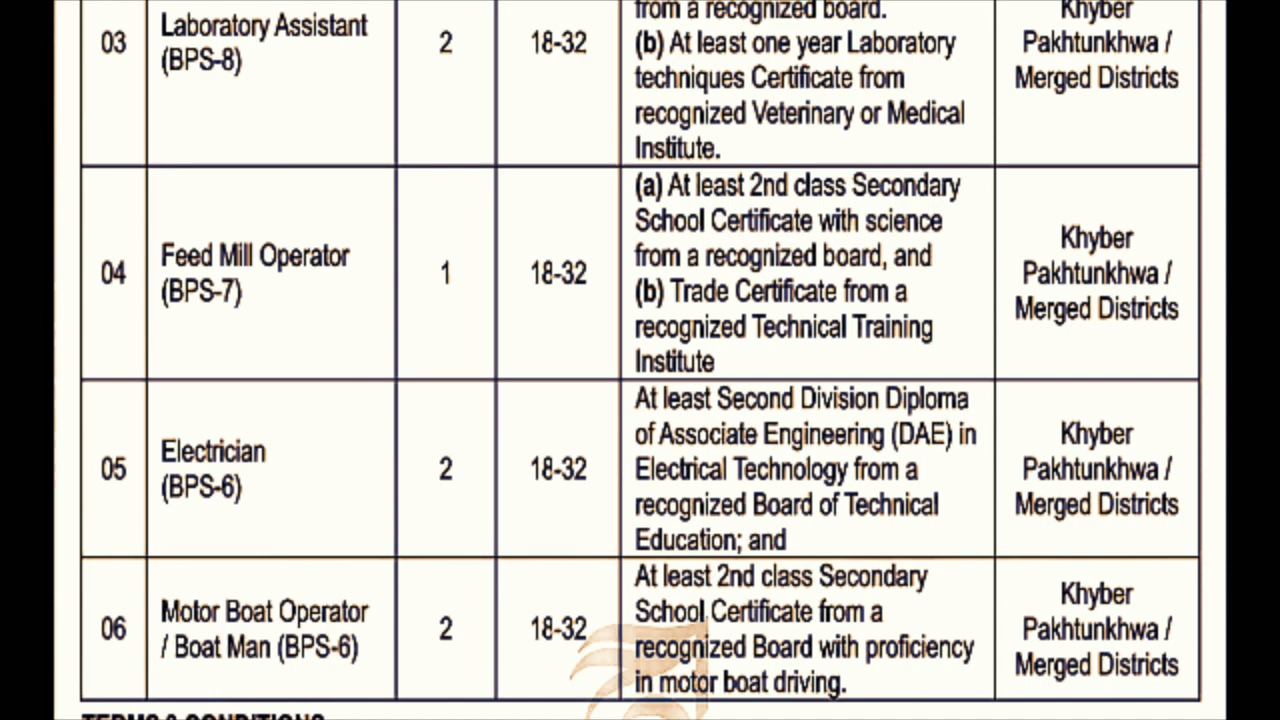 from a recognized board.
03
Laboratory Assistant
(BPS-8)
2
18-32
(b) At least one year Laboratory
techniques Certificate from
recognized Veterinary or Medical
Institute.
Khyber
Pakhtunkhwa /
Merged Districts
04
Feed Mill Operator
(BPS-7)
1
18-32
(a) At least 2nd class Secondary
School Certificate with science
from a recognized board, and
(b) Trade Certificate from a
recognized Technical Training
Institute
Khyber
Pakhtunkhwa /
Merged Districts
05
Electrician
(BPS-6)
2
18-32
At least Second Division Diploma
of Associate Engineering (DAE) in
Electrical Technology from a
recognized Board of Technical
Education; and
Khyber
Pakhtunkhwa /
Merged Districts
06
Motor Boat Operator
/ Boat Man (BPS-6)
2
18-32
At least 2nd class Secondary
School Certificate from a
recognized Board with proficiency
in motor boat driving.
Khyber
Pakhtunkhwa /
Merged Districts
TERMS & CONDITIONS